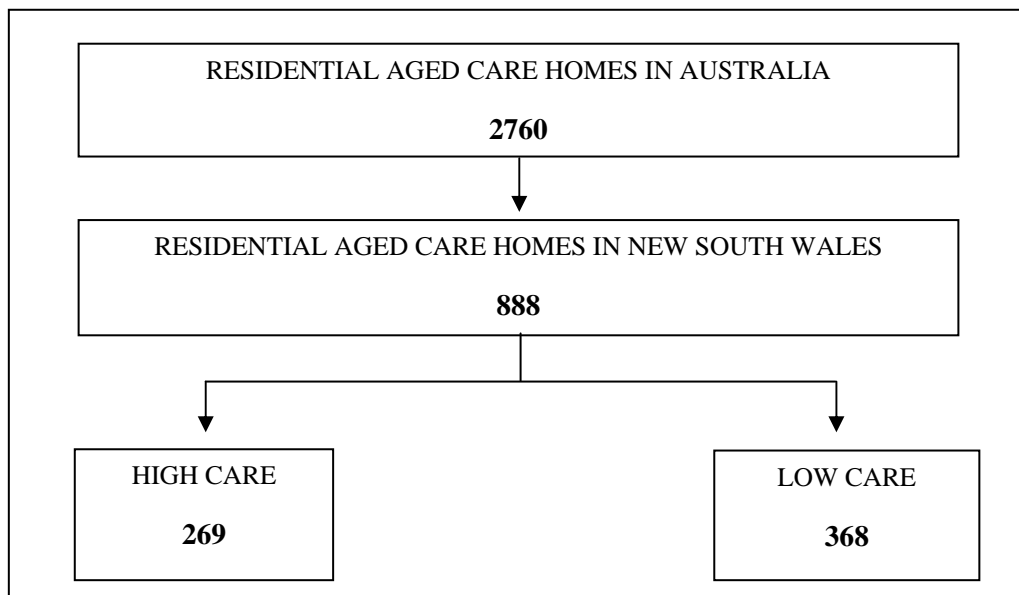 RESIDENTIAL AGED CARE HOMES IN AUSTRALIA
2760
RESIDENTIAL AGED CARE HOMES IN NEW SOUTH WALES
888
HIGH CARE
269
LOW CARE
368